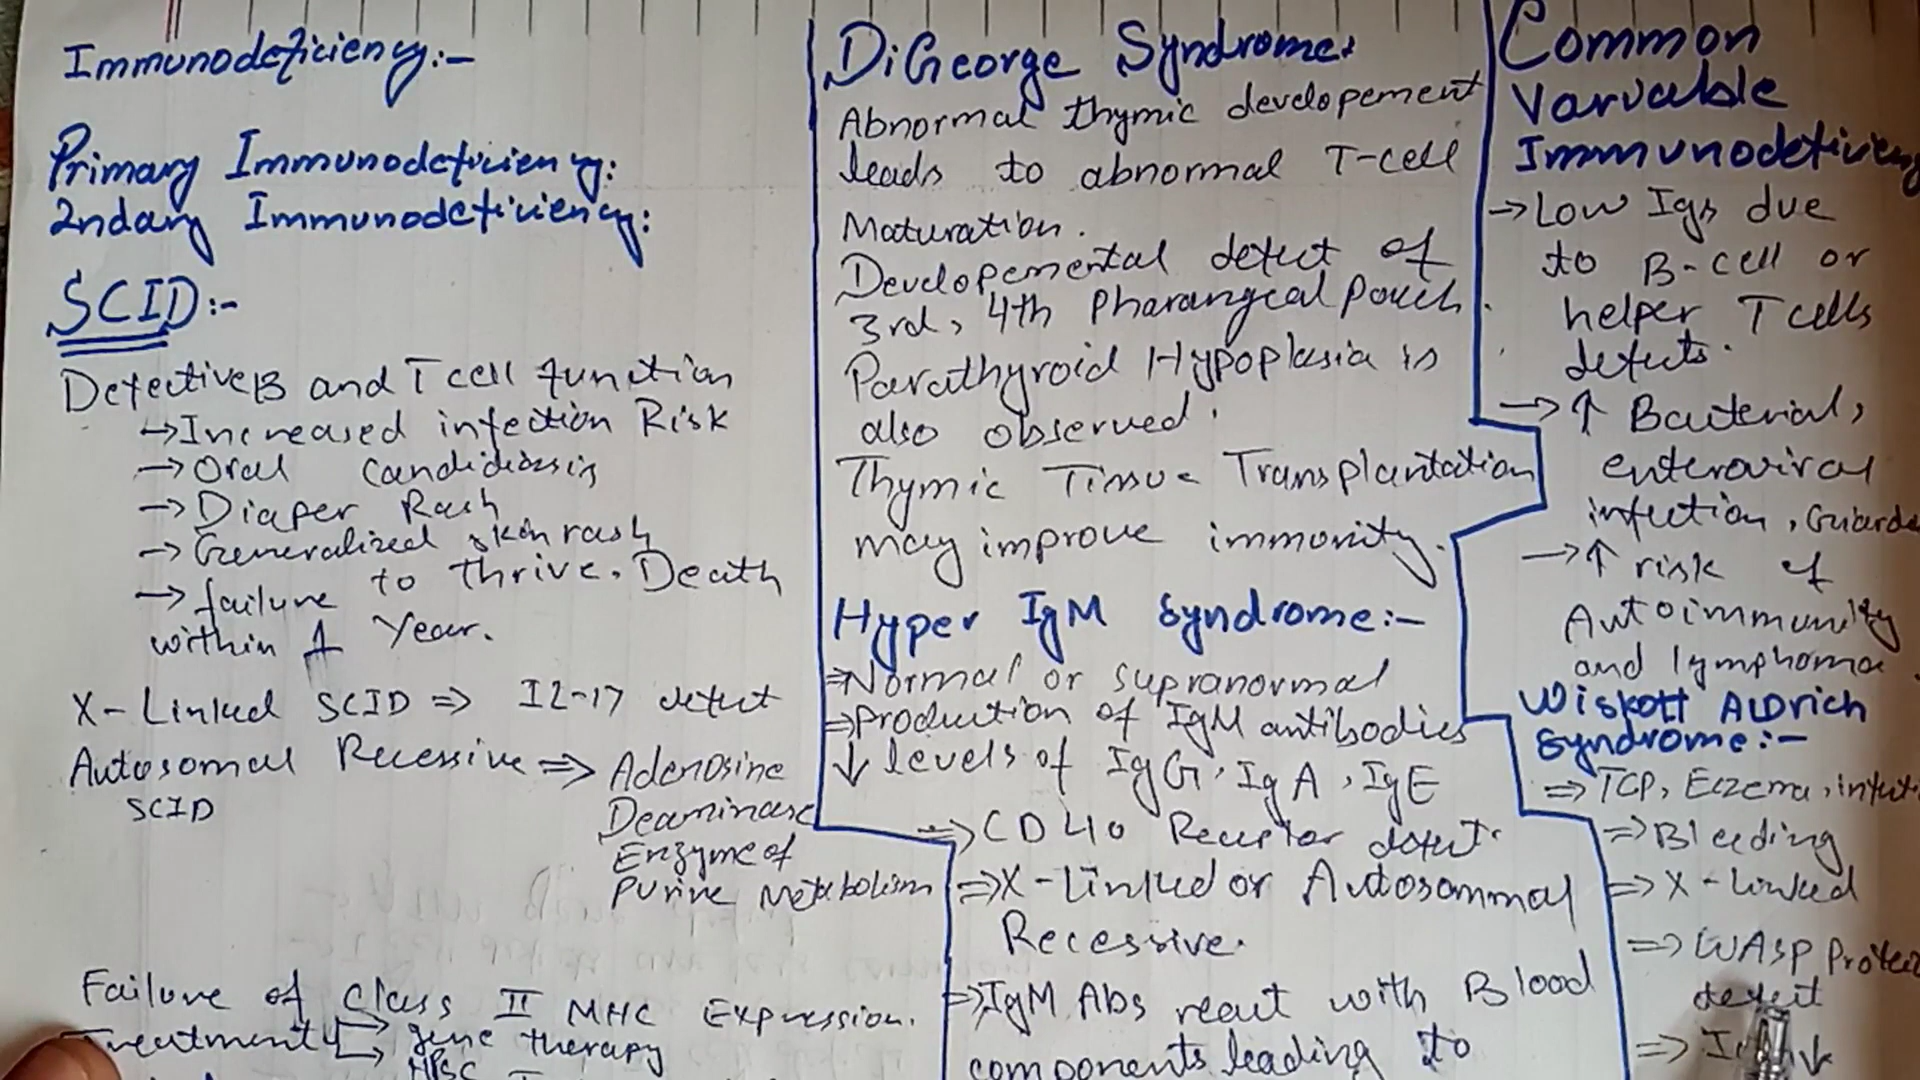 Immunodeficiency:-
Primary Immunodeficiency:
2ndary Immunodeficiency:
SCID:-
Defective B and T cell function
→Increased infection Risk
→Oral Candidiasis
→Diaper Rash
→Generalized skin rash
→failure to thrive. Death
within 1 Year.
X-Linked SCID ⇒ I2-17 defect
Autosomal Recessive ⇒ Adenosine
SCID
Deaminase
Enzyme of
Purine Metabolism
Failure of Class II MHC Expression.
Treatment → gene therapy
→ HPSC
DiGeorge Syndrome:
Abnormal thymic developement
leads to abnormal T-cell
Maturation.
Developemental defect of
3rd, 4th Pharangeal Pouch.
Parathyroid Hypoplasia is
also observed.
Thymic Tissue Transplantation
may improve immunity.
Hyper IgM Syndrome:-
⇒Normal or supranormal
⇒Production of IgM antibodies
↓ levels of IgG, IgA, IgE
⇒CD40 Receptor defect.
⇒X-Linked or Autosommal
Recessive.
⇒IgM Abs react with Blood
components leading to
Common
Variable
Immunodeficiency
→Low Igs due
to B-cell or
helper T cells
defects.
→↑ Bacterial,
enteroviral
infection, Giarda
→↑ risk of
Autoimmunity
and lymphoma.
Wiskott ALDrich
Syndrome:-
⇒TCP, Eczema, infecti
⇒Bleeding
⇒X-Linked
⇒WASP Protein
defect
⇒